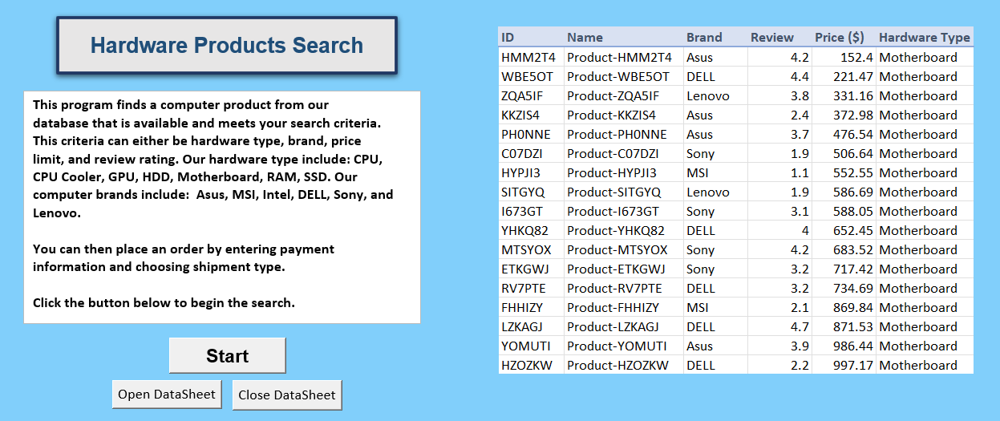 Hardware Products Search
This program finds a computer product from our
database that is available and meets your search criteria.
This criteria can either be hardware type, brand, price
limit, and review rating. Our hardware type include: CPU,
CPU Cooler, GPU, HDD, Motherboard, RAM, SSD. Our
computer brands include:  Asus, MSI, Intel, DELL, Sony, and
Lenovo.
You can then place an order by entering payment
information and choosing shipment type.
Click the button below to begin the search.
Start
Open DataSheet Close DataSheet
ID Name Brand Review Price ($) Hardware Type
HMM2T4 Product-HMM2T4 Asus 4.2 152.4 Motherboard
WBE5OT Product-WBE5OT DELL 4.4 221.47 Motherboard
ZQA5IF Product-ZQA5IF Lenovo 3.8 331.16 Motherboard
KKZIS4 Product-KKZIS4 Asus 2.4 372.98 Motherboard
PH0NNE Product-PH0NNE Asus 3.7 476.54 Motherboard
C07DZI Product-C07DZI Sony 1.9 506.64 Motherboard
HYPJI3 Product-HYPJI3 MSI 1.1 552.55 Motherboard
SITGYQ Product-SITGYQ Lenovo 1.9 586.69 Motherboard
I673GT Product-I673GT Sony 3.1 588.05 Motherboard
YHKQ82 Product-YHKQ82 DELL 4 652.45 Motherboard
MTSYOX Product-MTSYOX Sony 4.2 683.52 Motherboard
ETKGWJ Product-ETKGWJ Sony 3.2 717.42 Motherboard
RV7PTE Product-RV7PTE DELL 3.2 734.69 Motherboard
FHHIZY Product-FHHIZY MSI 2.1 869.84 Motherboard
LZKAGJ Product-LZKAGJ DELL 4.7 871.53 Motherboard
YOMUTI Product-YOMUTI Asus 3.9 986.44 Motherboard
HZOZKW Product-HZOZKW DELL 2.2 997.17 Motherboard